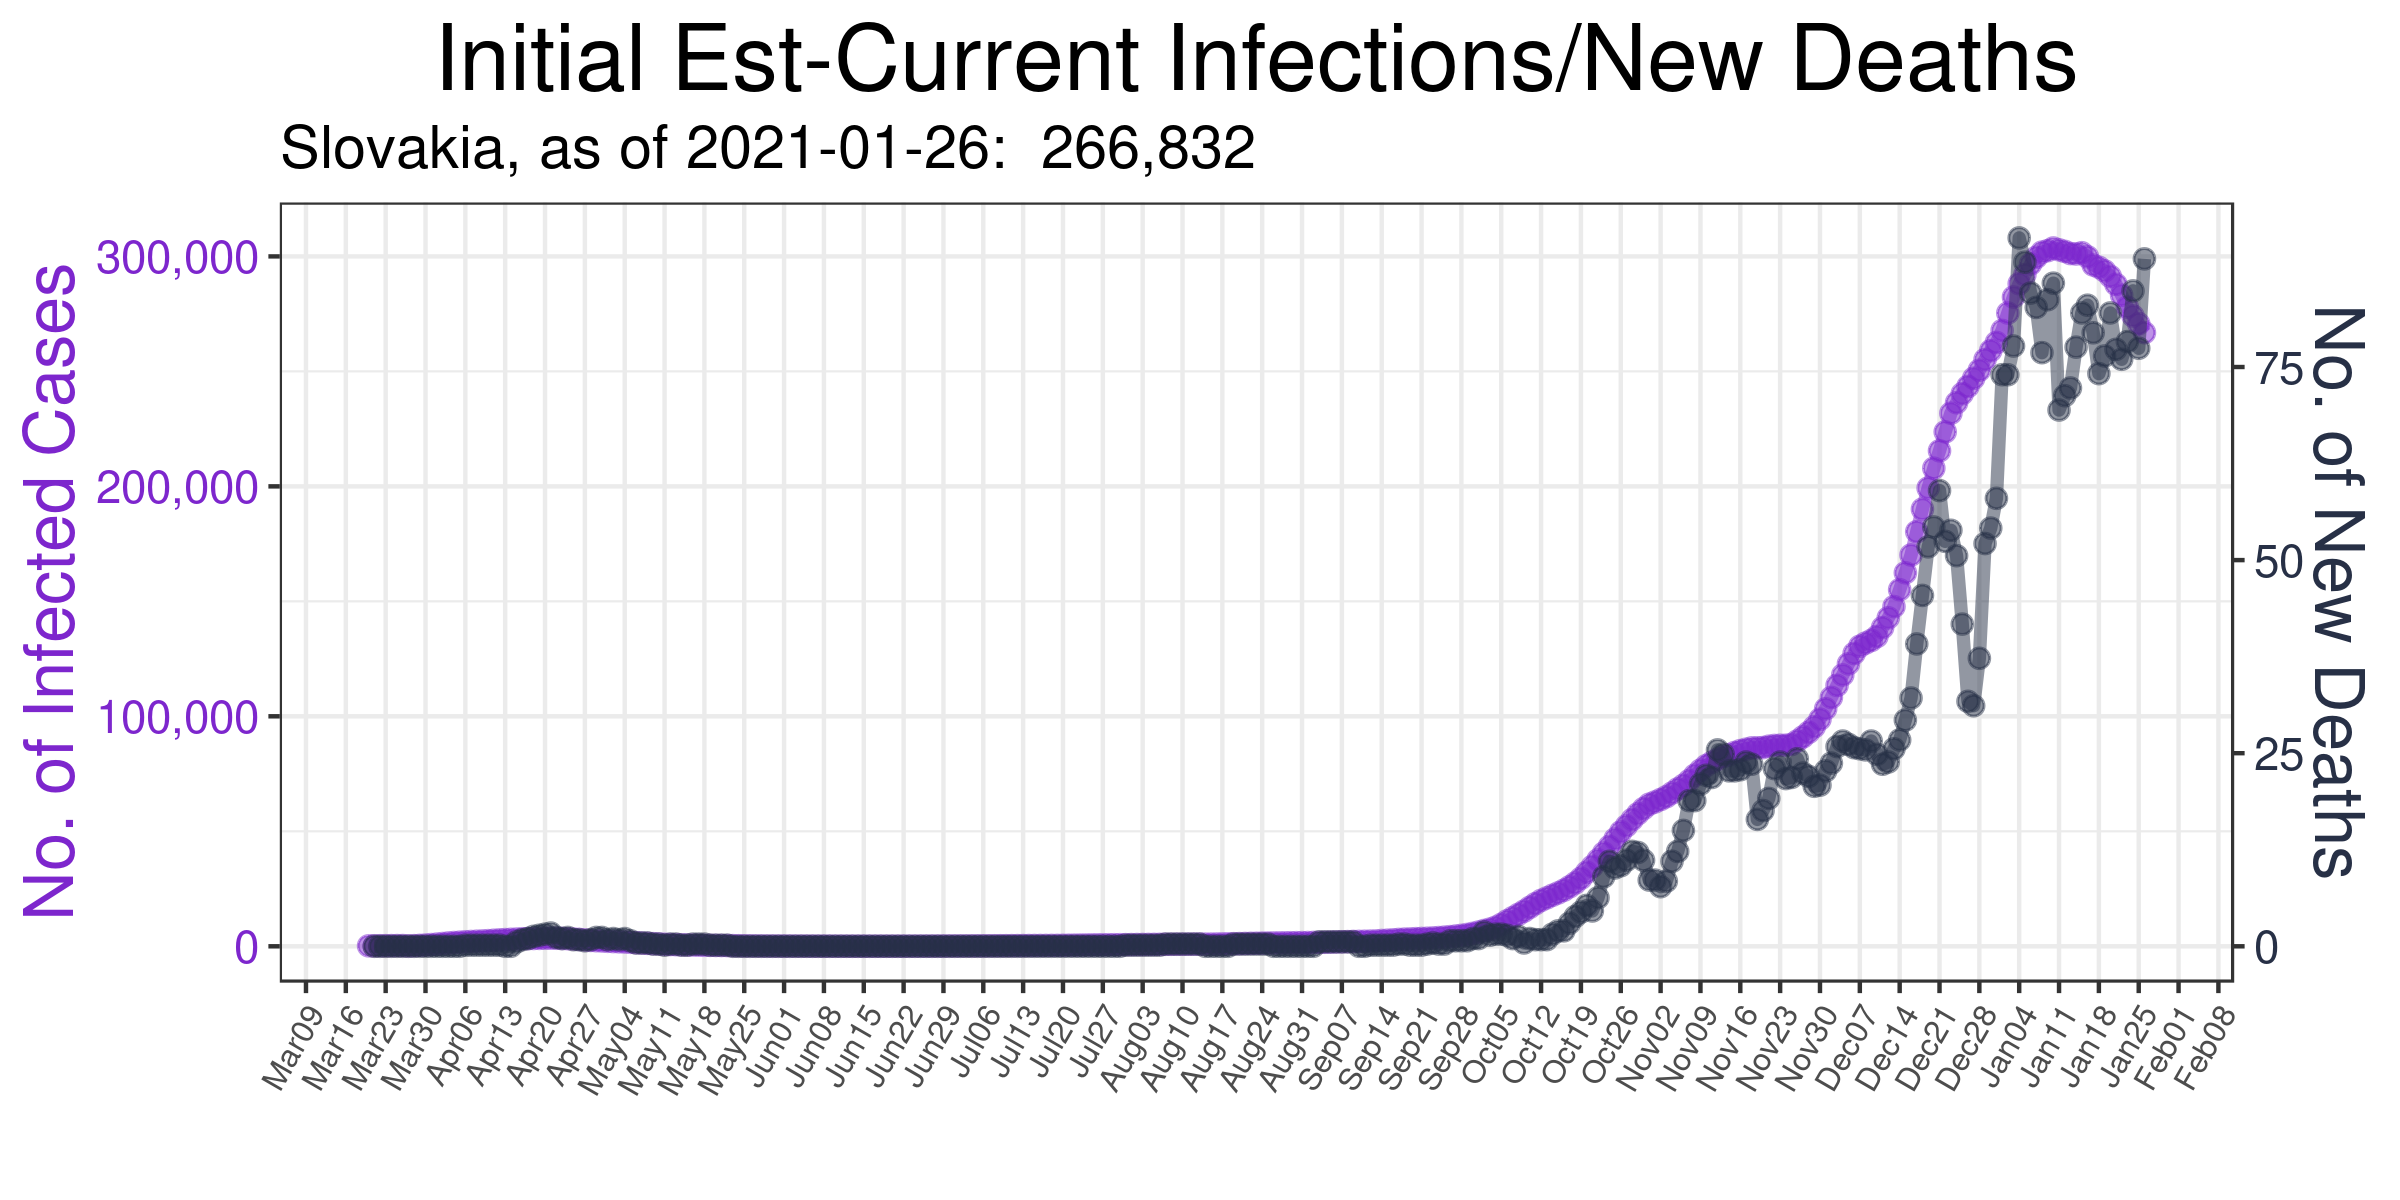 Initial Est-Current Infections/New Deaths
Slovakia, as of 2021-01-26:  266,832
No. of Infected Cases
300,000
200,000
100,000
0
75
50
25
0
No. of New Deaths
Mar09
Mar16
Mar23
Mar30
Apr06
Apr13
Apr20
Apr27
May04
May11
May18
May25
Jun01
Jun08
Jun15
Jun22
Jun29
Jul06
Jul13
Jul20
Jul27
Aug03
Aug10
Aug17
Aug24
Aug31
Sep07
Sep14
Sep21
Sep28
Oct05
Oct12
Oct19
Oct26
Nov02
Nov09
Nov16
Nov23
Nov30
Dec07
Dec14
Dec21
Dec28
Jan04
Jan11
Jan18
Jan25
Feb01
Feb08